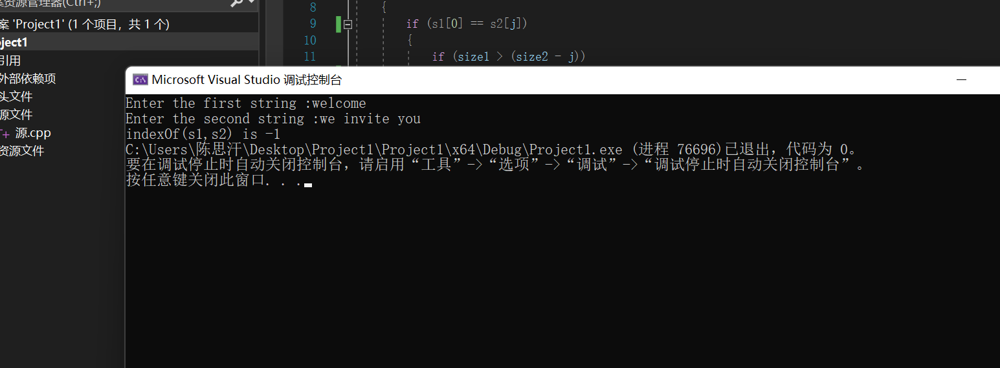 案资源管理器(Ctrl+;)
案 'Project1' (1 个项目，共 1 个)
ject1
引用
外部依赖项
头文件
源文件
源.cpp
资源文件
8 {
9 if (s1[0] == s2[j])
10 {
11 if (size1 > (size2 - j))
Microsoft Visual Studio 调试控制台
Enter the first string :welcome
Enter the second string :we invite you
indexOf(s1,s2) is -1
C:\Users\陈思汗\Desktop\Project1\Project1\x64\Debug\Project1.exe (进程 76696)已退出，代码为 0。
要在调试停止时自动关闭控制台，请启用“工具”->“选项”->“调试”->“调试停止时自动关闭控制台”。
按任意键关闭此窗口. . .